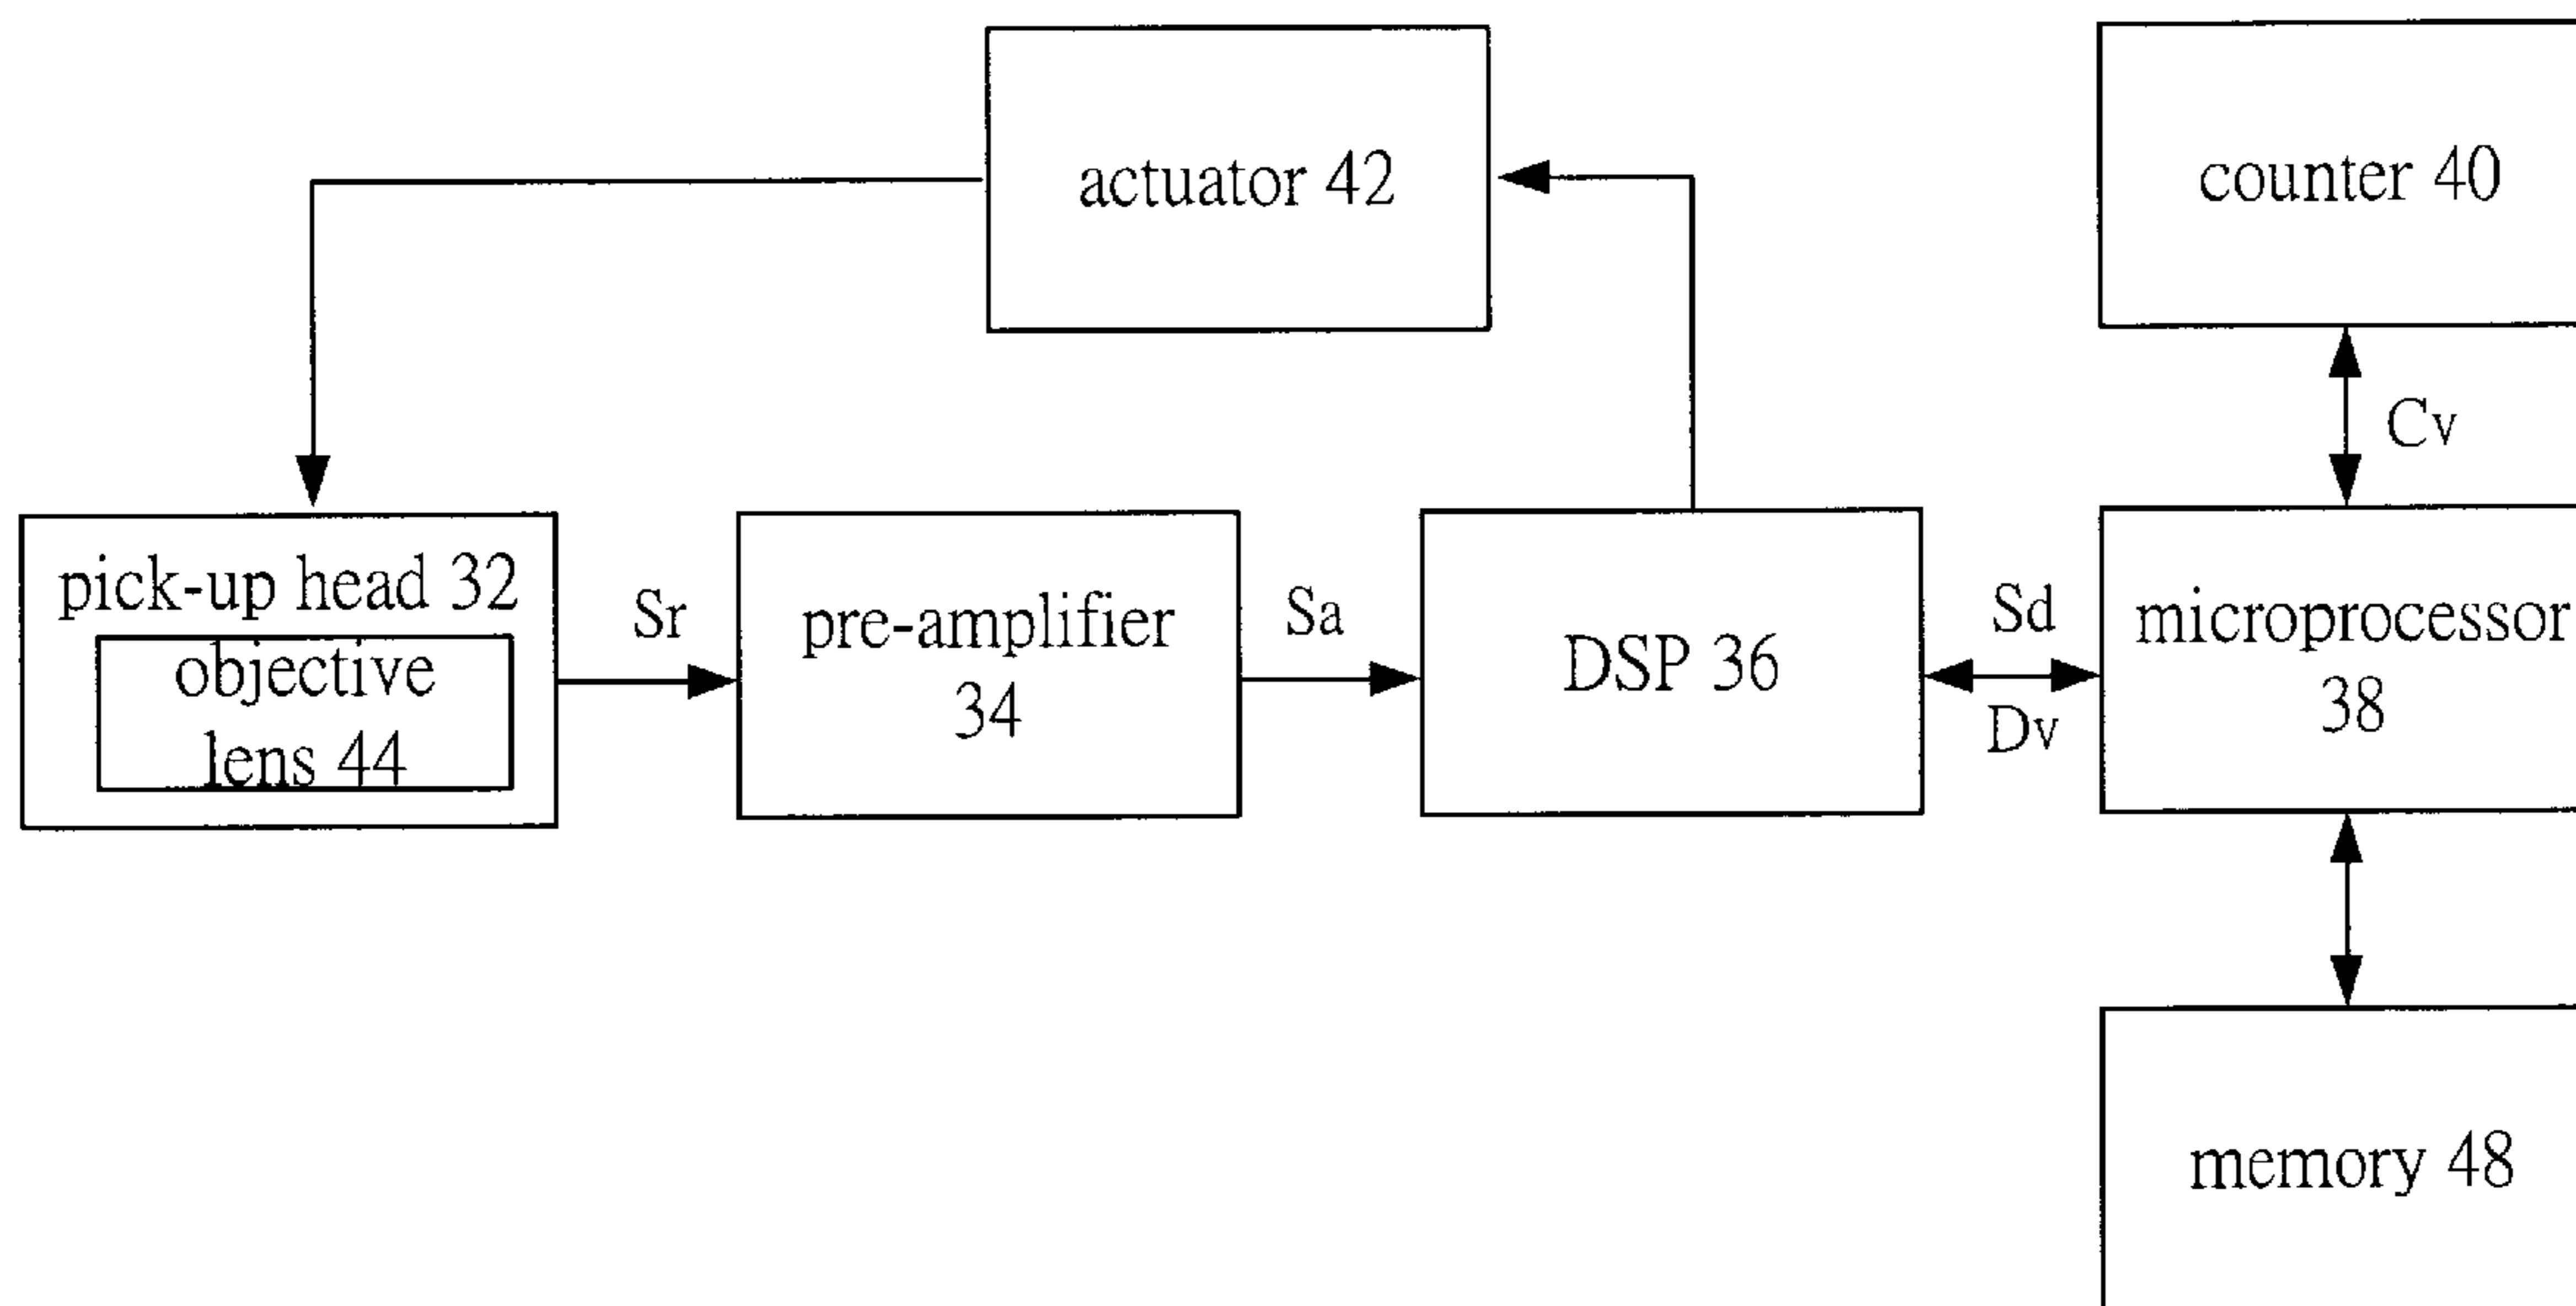 actuator 42
counter 40
Cv
pick-up head 32
objective
lens 44
Sr
pre-amplifier
34
Sa
DSP 36
Sd
Dv
microprocessor
38
memory 48